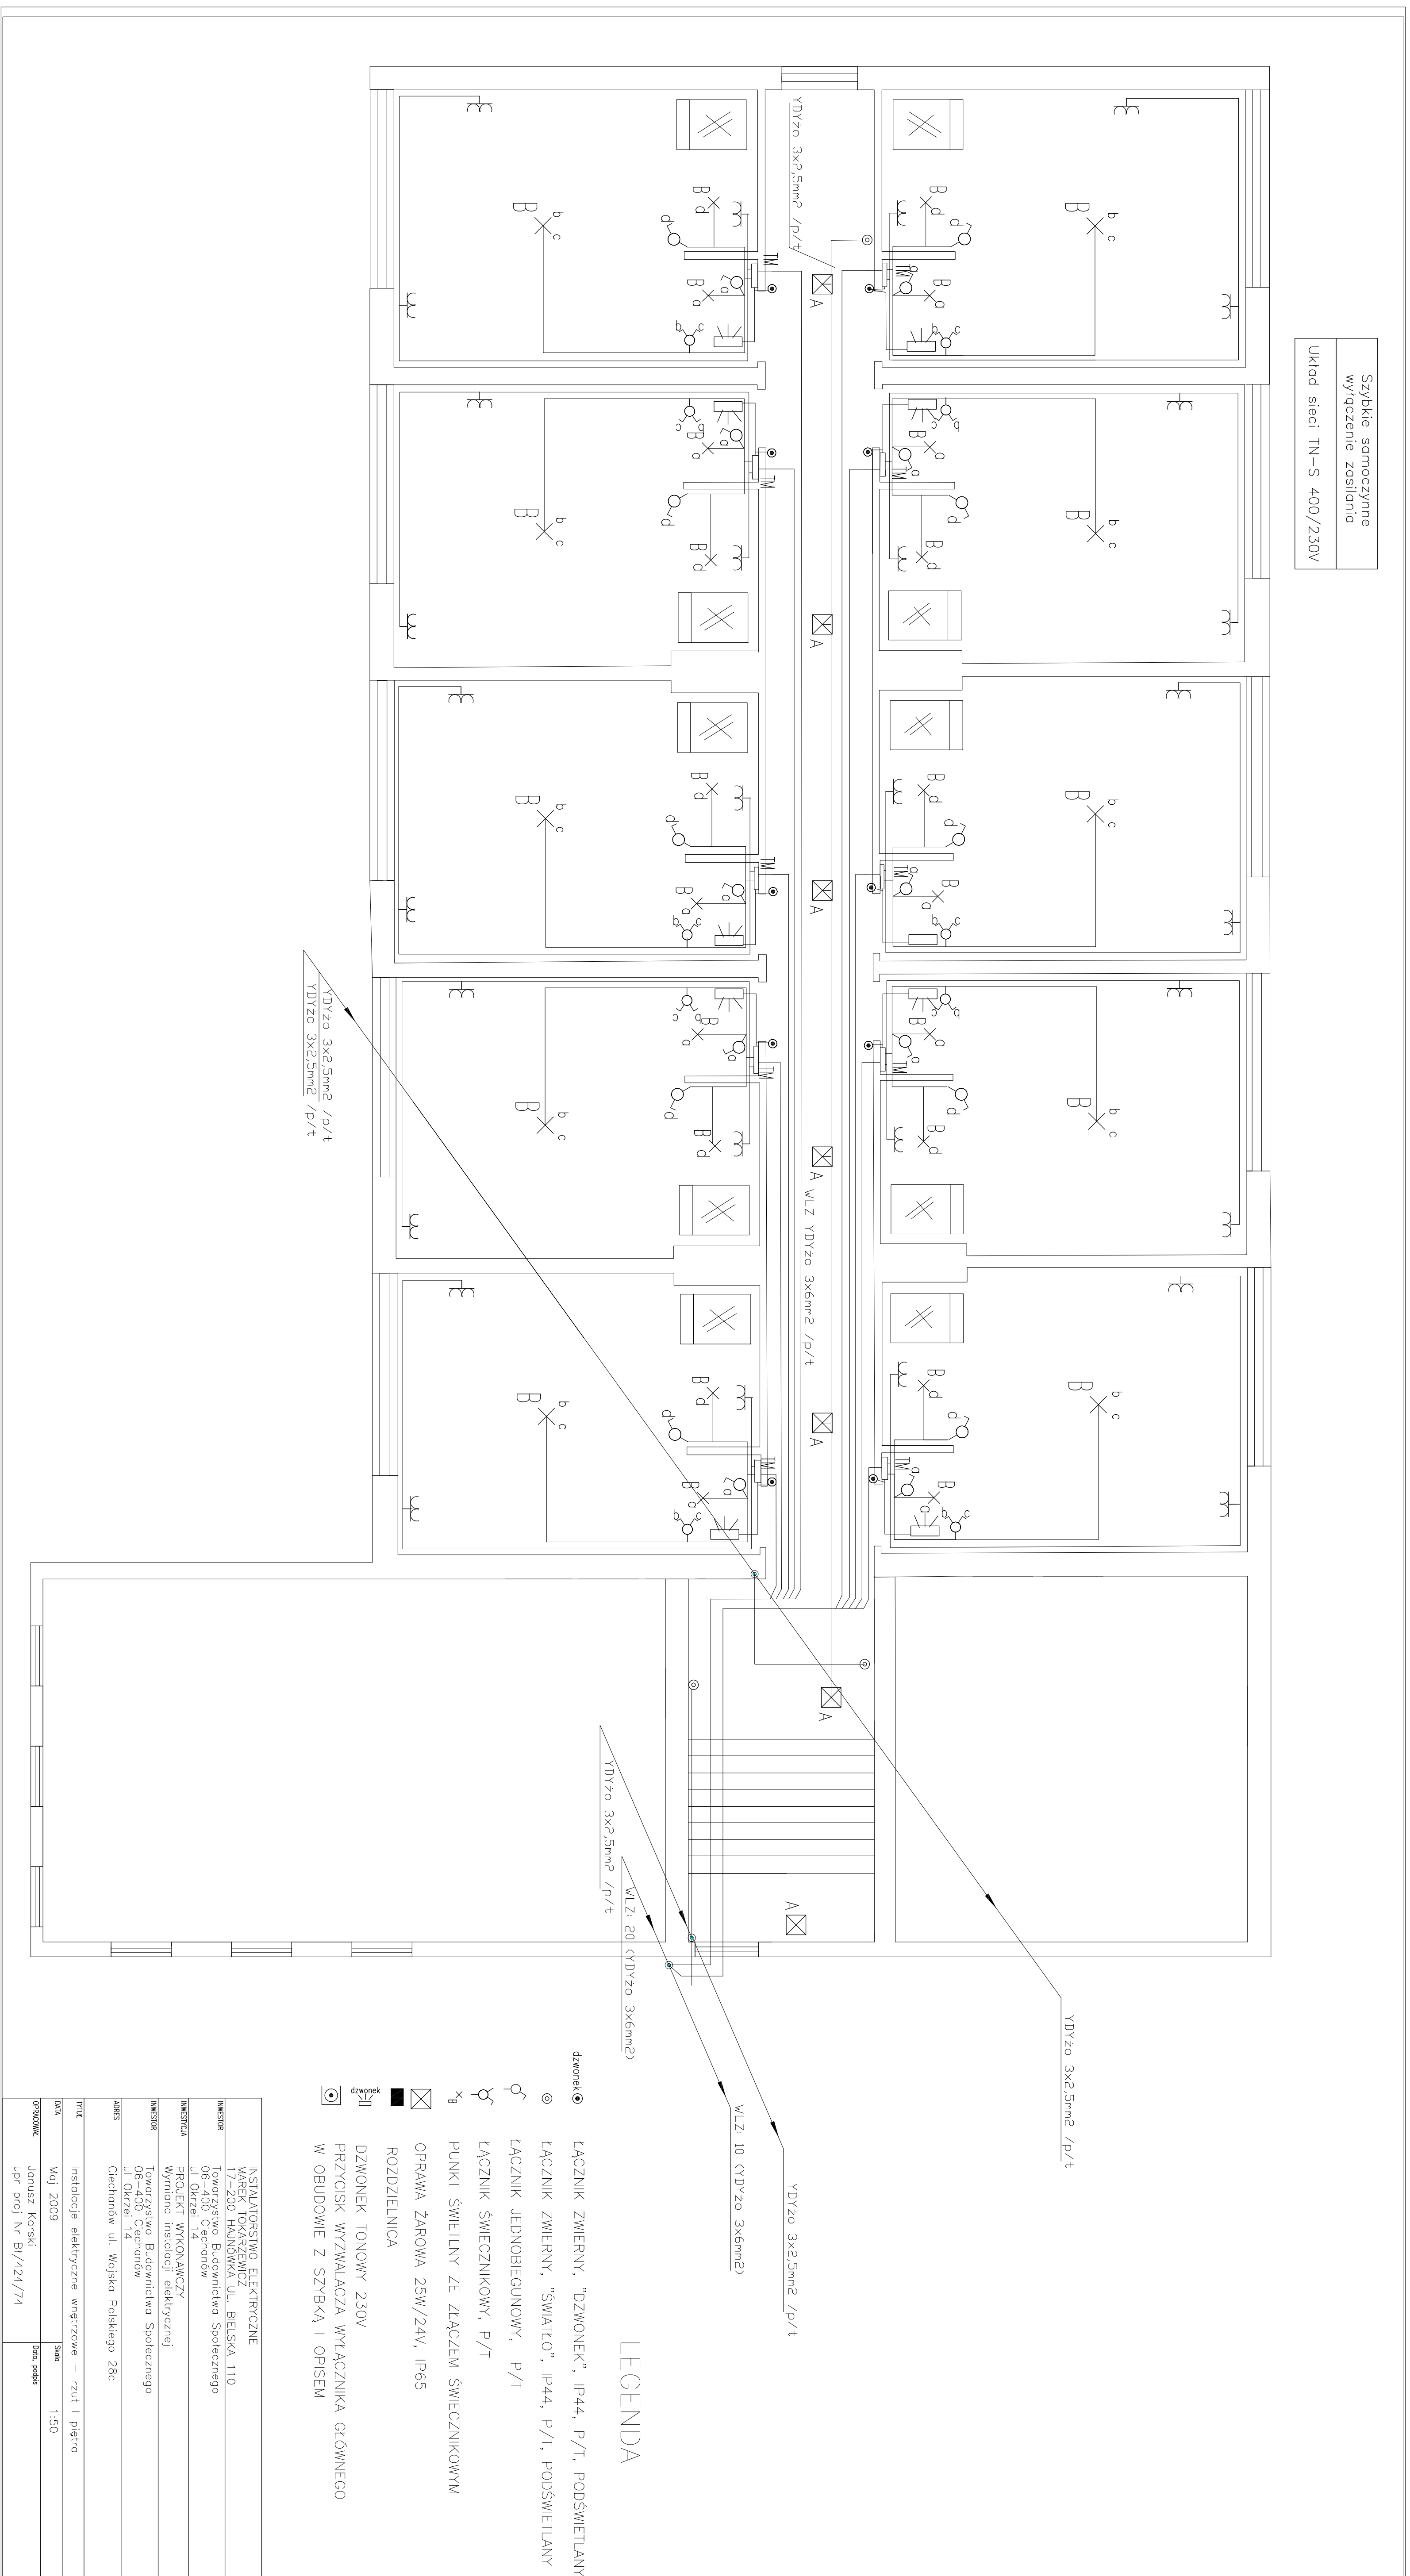 Szybkie samoczynne
wyłączenie zasilania
Układ sieci TN-S 400/230V
YDYżo 3x2,5mm2 /p/t
B
d
b
c
B
d
a
TM
B
a
b
c
A
A
A
A
A
A
A
WLZ YDYżo 3x6mm2 /p/t
YDYżo 3x2,5mm2 /p/t
YDYżo 3x2,5mm2 /p/t
YDYżo 3x2,5mm2 /p/t
YDYżo 3x2,5mm2 /p/t
WLZ: 20 (YDYżo 3x6mm2)
WLZ: 10 (YDYżo 3x6mm2)
YDYżo 3x2,5mm2 /p/t
LEGENDA
dzwonek ŁĄCZNIK ZWIERNY, "DZWONEK", IP44, P/T, PODŚWIETLANY
ŁĄCZNIK ZWIERNY, "ŚWIATŁO", IP44, P/T, PODŚWIETLANY
ŁĄCZNIK JEDNOBIEGUNOWY, P/T
ŁĄCZNIK ŚWIECZNIKOWY, P/T
B PUNKT ŚWIETLNY ZE ZŁĄCZEM ŚWIECZNIKOWYM
OPRAWA ŻAROWA 25W/24V, IP65
ROZDZIELNICA
dzwonek DZWONEK TONOWY 230V
PRZYCISK WYZWALACZA WYŁĄCZNIKA GŁÓWNEGO
W OBUDOWIE Z SZYBKĄ I OPISEM
INSTALATORSTWO ELEKTRYCZNE
MAREK TOKARZEWICZ
17-200 HAJNÓWKA UL. BIELSKA 110
INWESTOR Towarzystwo Budownictwa Społecznego
06-400 Ciechanów
ul Okrzei 14
INWESTYCJA PROJEKT WYKONAWCZY
Wymiana instalacji elektrycznej
INWESTOR Towarzystwo Budownictwa Społecznego
06-400 Ciechanów
ul Okrzei 14
ADRES Ciechanów ul. Wojska Polskiego 28c
TYTUŁ Instalacje elektryczne wnętrzowe - rzut I piętra
DATA Maj 2009 Skala 1:50
OPRACOWAŁ Janusz Karski Data, podpis
upr proj Nr Bł/424/74